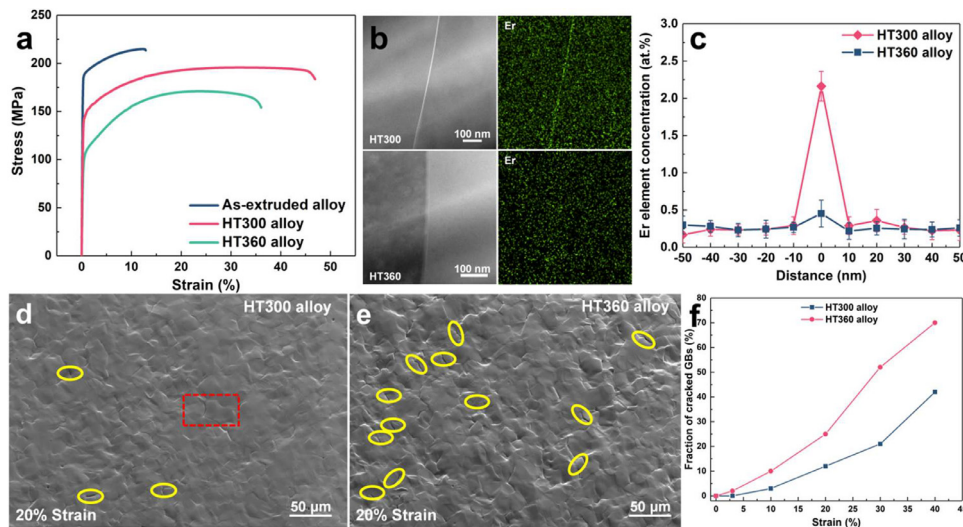 a
Stress (MPa)
250
200
150
100
50
0
As-extruded alloy
HT300 alloy
HT360 alloy
0 10 20 30 40 50
Strain (%)
b
Er
HT300
100 nm
Er
HT360
100 nm
c
Er element concentration (at.%)
3.0
2.5
2.0
1.5
1.0
0.5
0.0
HT300 alloy
HT360 alloy
-50 -40 -30 -20 -10 0 10 20 30 40 50
Distance (nm)
d
HT300 alloy
20% Strain
50 μm
e
HT360 alloy
20% Strain
50 μm
f
Fraction of cracked GBs (%)
80
70
60
50
40
30
20
10
0
HT300 alloy
HT360 alloy
0 5 10 15 20 25 30 35 40
Strain (%)